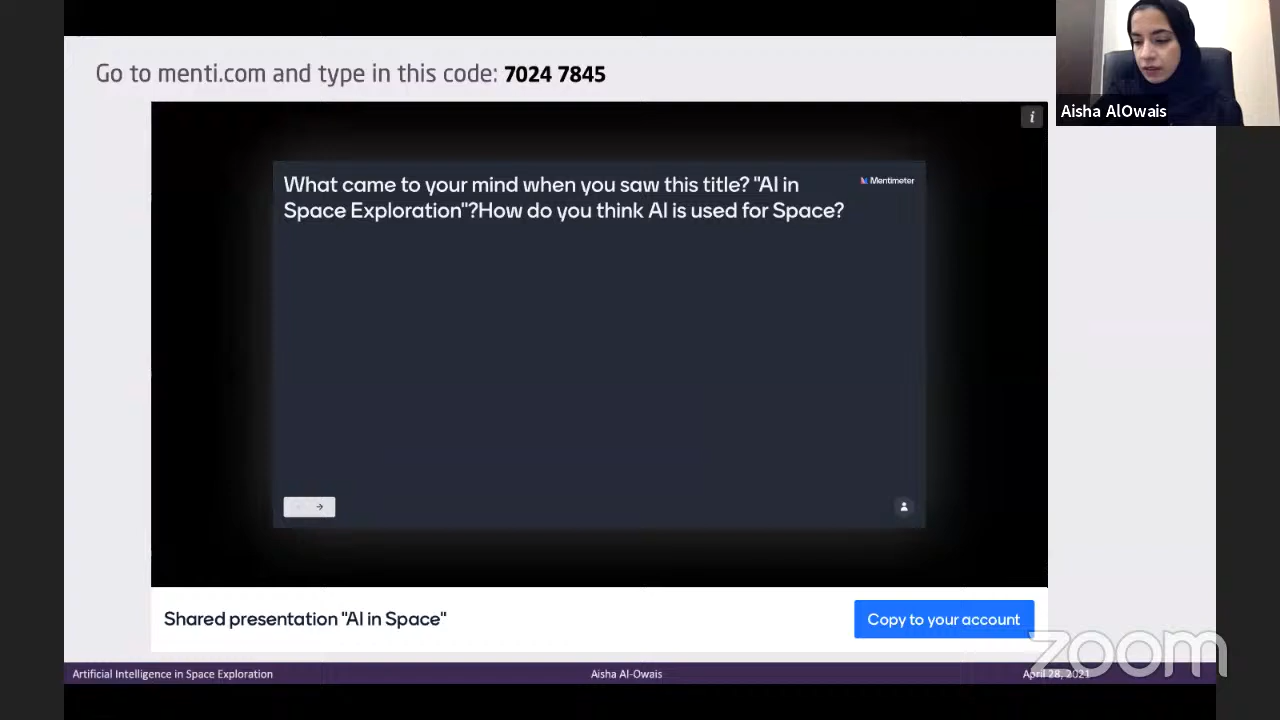 Go to menti.com and type in this code: 7024 7845
Aisha AlOwais
i
What came to your mind when you saw this title? "AI in
Space Exploration"?How do you think AI is used for Space?
Mentimeter
Shared presentation "AI in Space"
Copy to your account
zoom
Artificial Intelligence in Space Exploration
Aisha Al-Owais
April 28, 2021